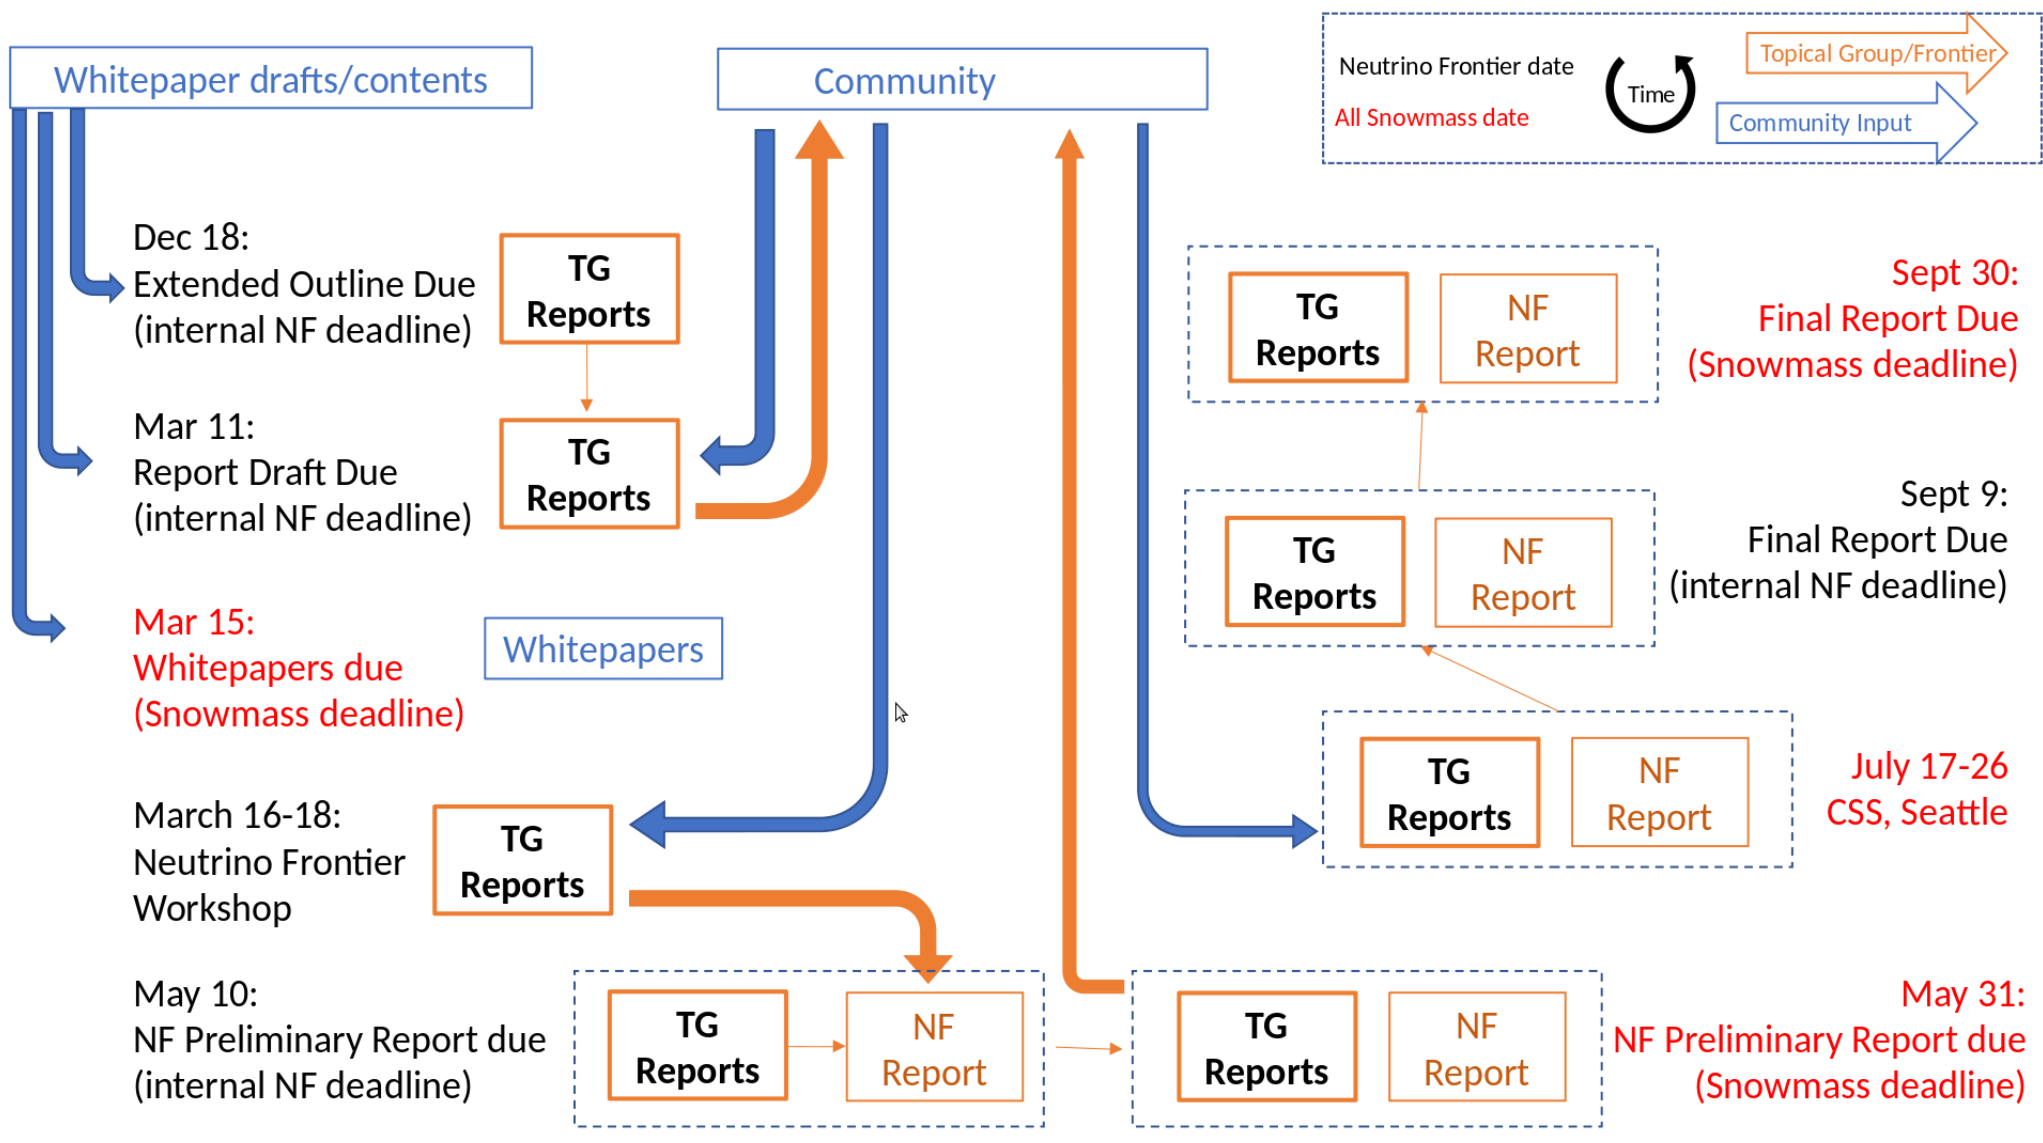 Whitepaper drafts/contents
Community
Neutrino Frontier date
All Snowmass date
Time
Topical Group/Frontier
Community Input
Dec 18:
Extended Outline Due
(internal NF deadline)
TG
Reports
Mar 11:
Report Draft Due
(internal NF deadline)
TG
Reports
Mar 15:
Whitepapers due
(Snowmass deadline)
Whitepapers
March 16-18:
Neutrino Frontier
Workshop
TG
Reports
May 10:
NF Preliminary Report due
(internal NF deadline)
TG
Reports
NF
Report
TG
Reports
NF
Report
May 31:
NF Preliminary Report due
(Snowmass deadline)
TG
Reports
NF
Report
July 17-26
CSS, Seattle
TG
Reports
NF
Report
Sept 9:
Final Report Due
(internal NF deadline)
TG
Reports
NF
Report
Sept 30:
Final Report Due
(Snowmass deadline)